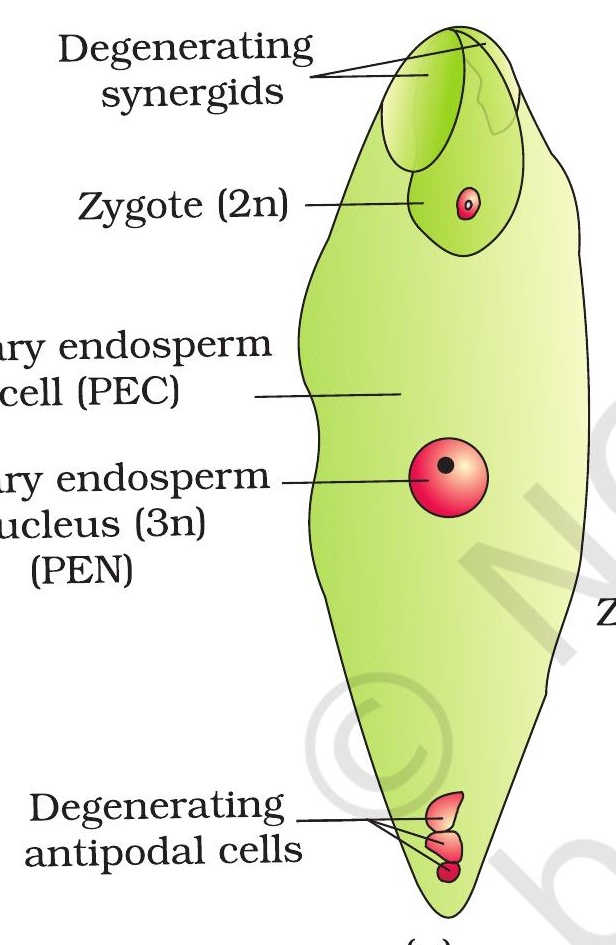 Degenerating
synergids
Zygote (2n)
ary endosperm
cell (PEC)
ary endosperm
ucleus (3n)
(PEN)
Z
Degenerating
antipodal cells
©
N
b